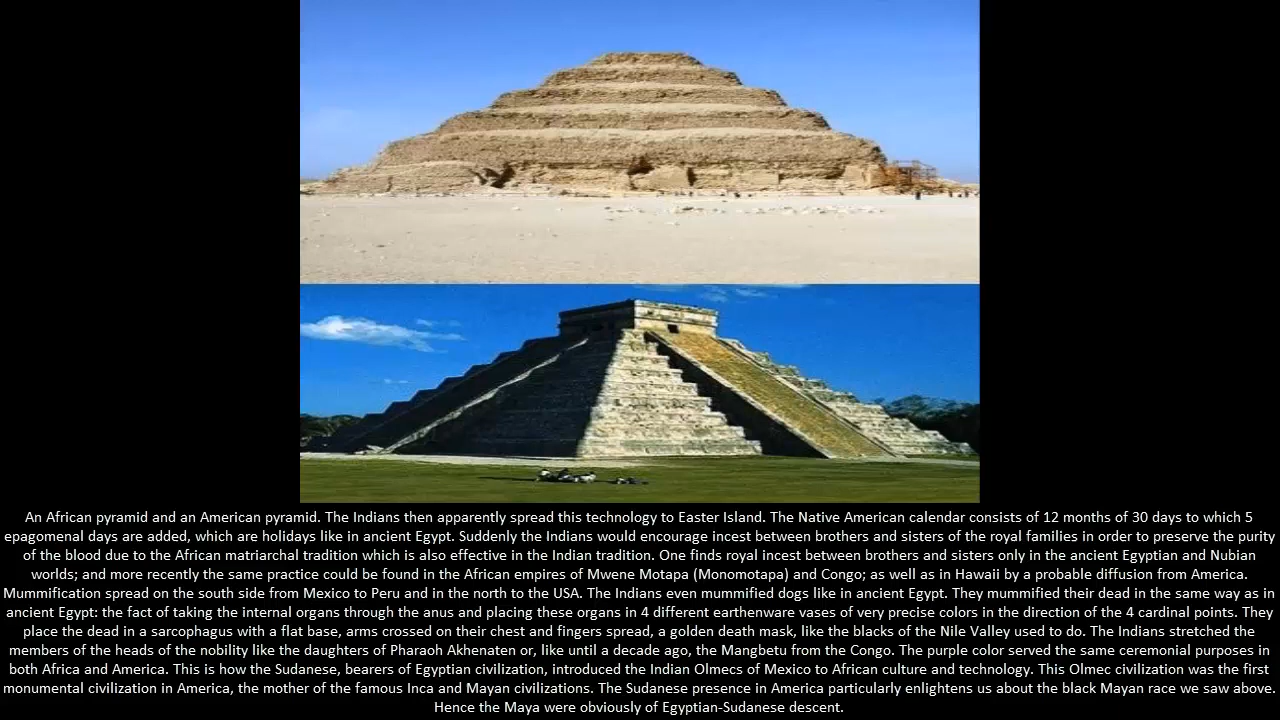 An African pyramid and an American pyramid. The Indians then apparently spread this technology to Easter Island. The Native American calendar consists of 12 months of 30 days to which 5
epagomenal days are added, which are holidays like in ancient Egypt. Suddenly the Indians would encourage incest between brothers and sisters of the royal families in order to preserve the purity
of the blood due to the African matriarchal tradition which is also effective in the Indian tradition. One finds royal incest between brothers and sisters only in the ancient Egyptian and Nubian
worlds; and more recently the same practice could be found in the African empires of Mwene Motapa (Monomotapa) and Congo; as well as in Hawaii by a probable diffusion from America.
Mummification spread on the south side from Mexico to Peru and in the north to the USA. The Indians even mummified dogs like in ancient Egypt. They mummified their dead in the same way as in
ancient Egypt: the fact of taking the internal organs through the anus and placing these organs in 4 different earthenware vases of very precise colors in the direction of the 4 cardinal points. They
place the dead in a sarcophagus with a flat base, arms crossed on their chest and fingers spread, a golden death mask, like the blacks of the Nile Valley used to do. The Indians stretched the
members of the heads of the nobility like the daughters of Pharaoh Akhenaten or, like until a decade ago, the Mangbetu from the Congo. The purple color served the same ceremonial purposes in
both Africa and America. This is how the Sudanese, bearers of Egyptian civilization, introduced the Indian Olmecs of Mexico to African culture and technology. This Olmec civilization was the first
monumental civilization in America, the mother of the famous Inca and Mayan civilizations. The Sudanese presence in America particularly enlightens us about the black Mayan race we saw above.
Hence the Maya were obviously of Egyptian-Sudanese descent.